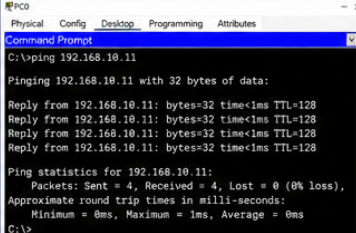 PC0
Physical Config Desktop Programming Attributes
Command Prompt
C:\>ping 192.168.10.11
Pinging 192.168.10.11 with 32 bytes of data:
Reply from 192.168.10.11: bytes=32 time<1ms TTL=128
Reply from 192.168.10.11: bytes=32 time<1ms TTL=128
Reply from 192.168.10.11: bytes=32 time<1ms TTL=128
Reply from 192.168.10.11: bytes=32 time<1ms TTL=128
Ping statistics for 192.168.10.11:
Packets: Sent = 4, Received = 4, Lost = 0 (0% loss),
Approximate round trip times in milli-seconds:
Minimum = 0ms, Maximum = 1ms, Average = 0ms
C:\>